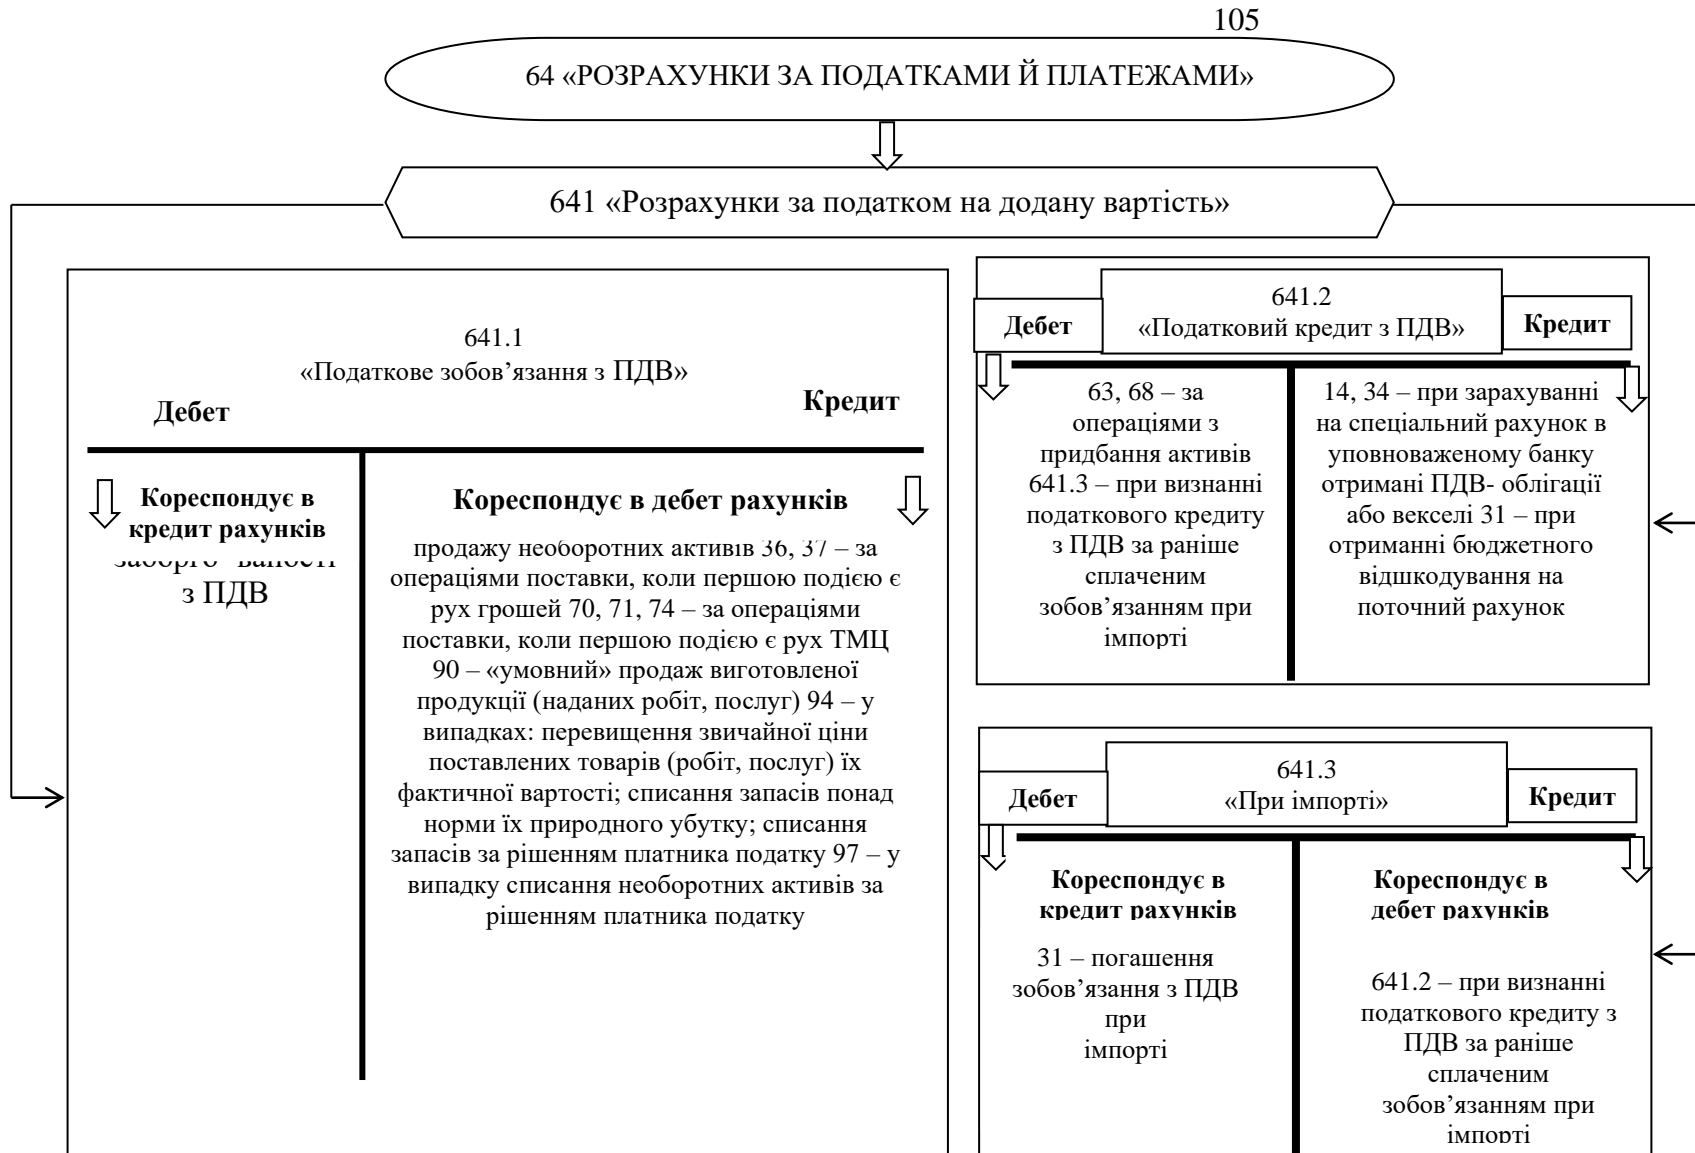 105
64 «РОЗРАХУНКИ ЗА ПОДАТКАМИ Й ПЛАТЕЖАМИ»
641 «Розрахунки за податком на додану вартість»
641.1
«Податкове зобов’язання з ПДВ»
Дебет
Кредит
Кореспондує в
кредит рахунків
з ПДВ
Кореспондує в дебет рахунків
продажу необоротних активів 36, 37 – за
операціями поставки, коли першою подією є
рух грошей 70, 71, 74 – за операціями
поставки, коли першою подією є рух ТМЦ
90 – «умовний» продаж виготовленої
продукції (наданих робіт, послуг) 94 – у
випадках: перевищення звичайної ціни
поставлених товарів (робіт, послуг) їх
фактичної вартості; списання запасів понад
норми їх природного убутку; списання
запасів за рішенням платника податку 97 – у
випадку списання необоротних активів за
рішенням платника податку
641.2
«Податковий кредит з ПДВ»
Дебет
Кредит
63, 68 – за
операціями з
придбання активів
641.3 – при визнанні
податкового кредиту
з ПДВ за раніше
сплаченим
зобов’язанням при
імпорті
14, 34 – при зарахуванні
на спеціальний рахунок в
уповноваженому банку
отримані ПДВ- облігації
або векселі 31 – при
отриманні бюджетного
відшкодування на
поточний рахунок
641.3
«При імпорті»
Дебет
Кредит
Кореспондує в
кредит рахунків
31 – погашення
зобов’язання з ПДВ
при
імпорті
Кореспондує в
дебет рахунків
641.2 – при визнанні
податкового кредиту з
ПДВ за раніше
сплаченим
зобов’язанням при
імпорті